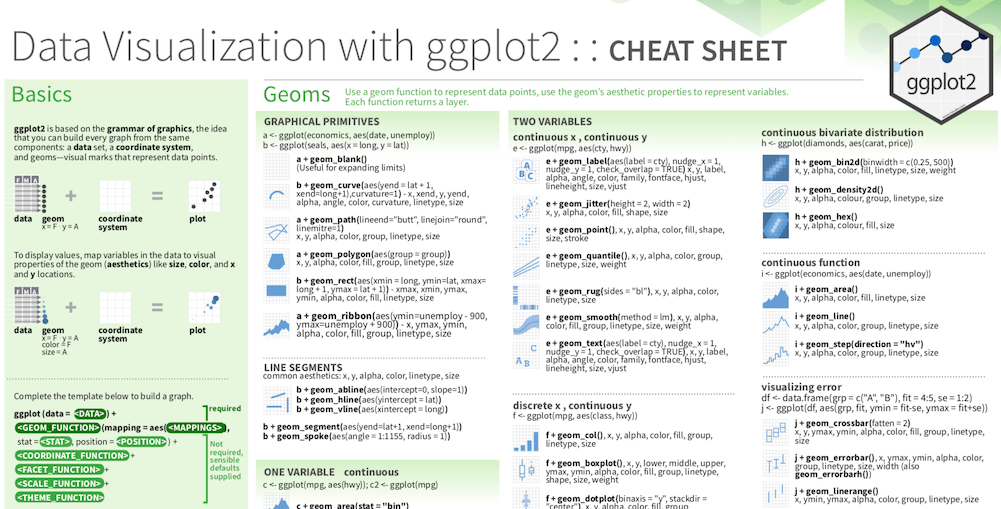 Data Visualization with ggplot2 : : CHEAT SHEET
ggplot2
Basics
ggplot2 is based on the grammar of graphics, the idea
that you can build every graph from the same
components: a data set, a coordinate system,
and geoms—visual marks that represent data points.
F M A
+
=
data
geom
x = F · y = A
coordinate
system
plot
To display values, map variables in the data to visual
properties of the geom (aesthetics) like size, color, and x
and y locations.
F M A
+
=
data
geom
x = F · y = A
color = F
size = A
coordinate
system
plot
Complete the template below to build a graph.
required
ggplot (data = <DATA>) +
<GEOM_FUNCTION>(mapping = aes(<MAPPINGS>),
stat = <STAT>, position = <POSITION>) +
<COORDINATE_FUNCTION> +
<FACET_FUNCTION> +
<SCALE_FUNCTION> +
<THEME_FUNCTION>
Not
required,
sensible
defaults
supplied
Geoms
Use a geom function to represent data points, use the geom's aesthetic properties to represent variables.
Each function returns a layer.
GRAPHICAL PRIMITIVES
a <- ggplot(economics, aes(date, unemploy))
b <- ggplot(seals, aes(x = long, y = lat))
a + geom_blank()
(Useful for expanding limits)
b + geom_curve(aes(yend = lat + 1,
xend=long+1),curvature=1) - x, xend, y, yend,
alpha, angle, color, curvature, linetype, size
a + geom_path(lineend="butt", linejoin="round",
linemitre=1)
x, y, alpha, color, group, linetype, size
a + geom_polygon(aes(group = group))
x, y, alpha, color, fill, group, linetype, size
b + geom_rect(aes(xmin = long, ymin=lat, xmax=
long + 1, ymax = lat + 1)) - xmax, xmin, ymax,
ymin, alpha, color, fill, linetype, size
a + geom_ribbon(aes(ymin=unemploy - 900,
ymax=unemploy + 900)) - x, ymax, ymin,
alpha, color, fill, group, linetype, size
LINE SEGMENTS
common aesthetics: x, y, alpha, color, linetype, size
b + geom_abline(aes(intercept=0, slope=1))
b + geom_hline(aes(yintercept = lat))
b + geom_vline(aes(xintercept = long))
b + geom_segment(aes(yend=lat+1, xend=long+1))
b + geom_spoke(aes(angle = 1:1155, radius = 1))
ONE VARIABLE continuous
c <- ggplot(mpg, aes(hwy)); c2 <- ggplot(mpg)
c + geom_area(stat = "bin")
TWO VARIABLES
continuous x , continuous y
e <- ggplot(mpg, aes(cty, hwy))
A
B
C
e + geom_label(aes(label = cty), nudge_x = 1,
nudge_y = 1, check_overlap = TRUE) x, y, label,
alpha, angle, color, family, fontface, hjust,
lineheight, size, vjust
e + geom_jitter(height = 2, width = 2)
x, y, alpha, color, fill, shape, size
e + geom_point(), x, y, alpha, color, fill, shape,
size, stroke
e + geom_quantile(), x, y, alpha, color, group,
linetype, size, weight
e + geom_rug(sides = "bl"), x, y, alpha, color,
linetype, size
e + geom_smooth(method = lm), x, y, alpha,
color, fill, group, linetype, size, weight
A
B
C
e + geom_text(aes(label = cty), nudge_x = 1,
nudge_y = 1, check_overlap = TRUE), x, y, label,
alpha, angle, color, family, fontface, hjust,
lineheight, size, vjust
discrete x , continuous y
f <- ggplot(mpg, aes(class, hwy))
f + geom_col(), x, y, alpha, color, fill, group,
linetype, size
f + geom_boxplot(), x, y, lower, middle, upper,
ymax, ymin, alpha, color, fill, group, linetype,
shape, size, weight
f + geom_dotplot(binaxis = "y", stackdir =
"center"), x, y, alpha, color, fill, group
continuous bivariate distribution
h <- ggplot(diamonds, aes(carat, price))
h + geom_bin2d(binwidth = c(0.25, 500))
x, y, alpha, color, fill, linetype, size, weight
h + geom_density2d()
x, y, alpha, colour, group, linetype, size
h + geom_hex()
x, y, alpha, colour, fill, size
continuous function
i <- ggplot(economics, aes(date, unemploy))
i + geom_area()
x, y, alpha, color, fill, linetype, size
i + geom_line()
x, y, alpha, color, group, linetype, size
i + geom_step(direction = "hv")
x, y, alpha, color, group, linetype, size
visualizing error
df <- data.frame(grp = c("A", "B"), fit = 4:5, se = 1:2)
j <- ggplot(df, aes(grp, fit, ymin = fit-se, ymax = fit+se))
j + geom_crossbar(fatten = 2)
x, y, ymax, ymin, alpha, color, fill, group, linetype,
size
j + geom_errorbar(), x, ymax, ymin, alpha, color,
group, linetype, size, width (also
geom_errorbarh())
j + geom_linerange()
x, ymin, ymax, alpha, color, group, linetype, size